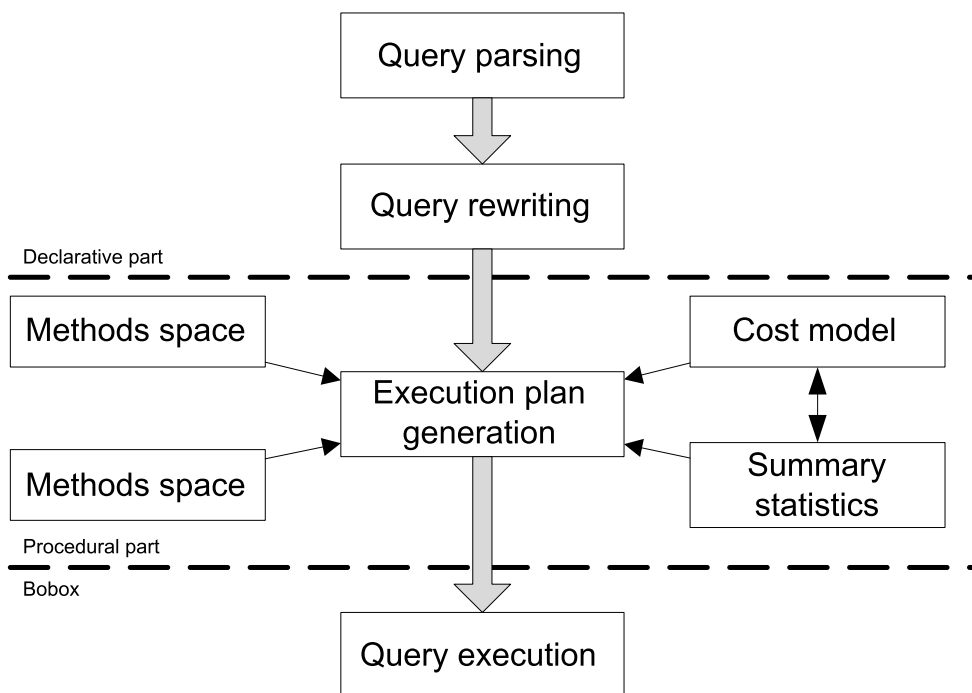 Query parsing
Query rewriting
Declarative part
Methods space
Cost model
Execution plan
generation
Methods space
Summary
statistics
Procedural part
Bobox
Query execution